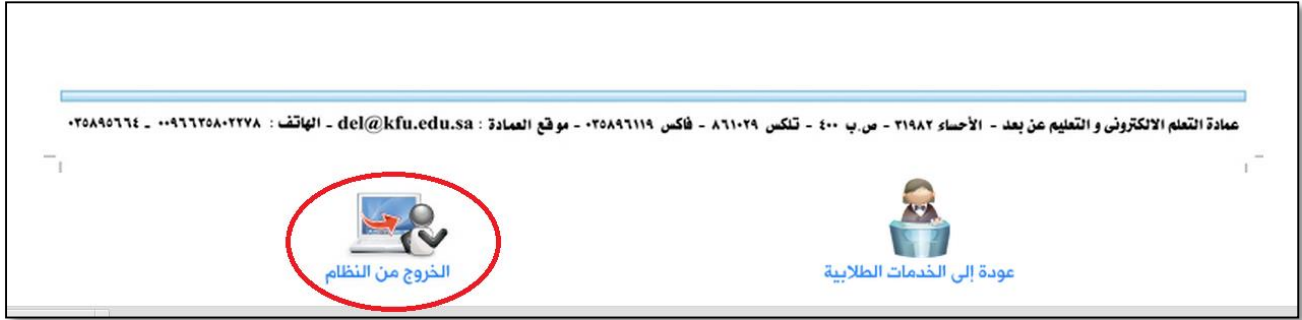 عمادة التعلم الالكترونى و التعليم عن بعد - الأحساء ٣١٩٨٢ - ص.ب ٤٠٠ - تلكس ٨٦١٠٢٩ - فاكس ٠٣٥٨٩٦١١٩ - موقع العمادة : del@kfu.edu.sa - الهاتف : ٠٠٩٦٦٣٥٨٠٢٢٧٨ ـ ٠٣٥٨٩٥٦٦٤
عودة إلى الخدمات الطلابية
الخروج من النظام